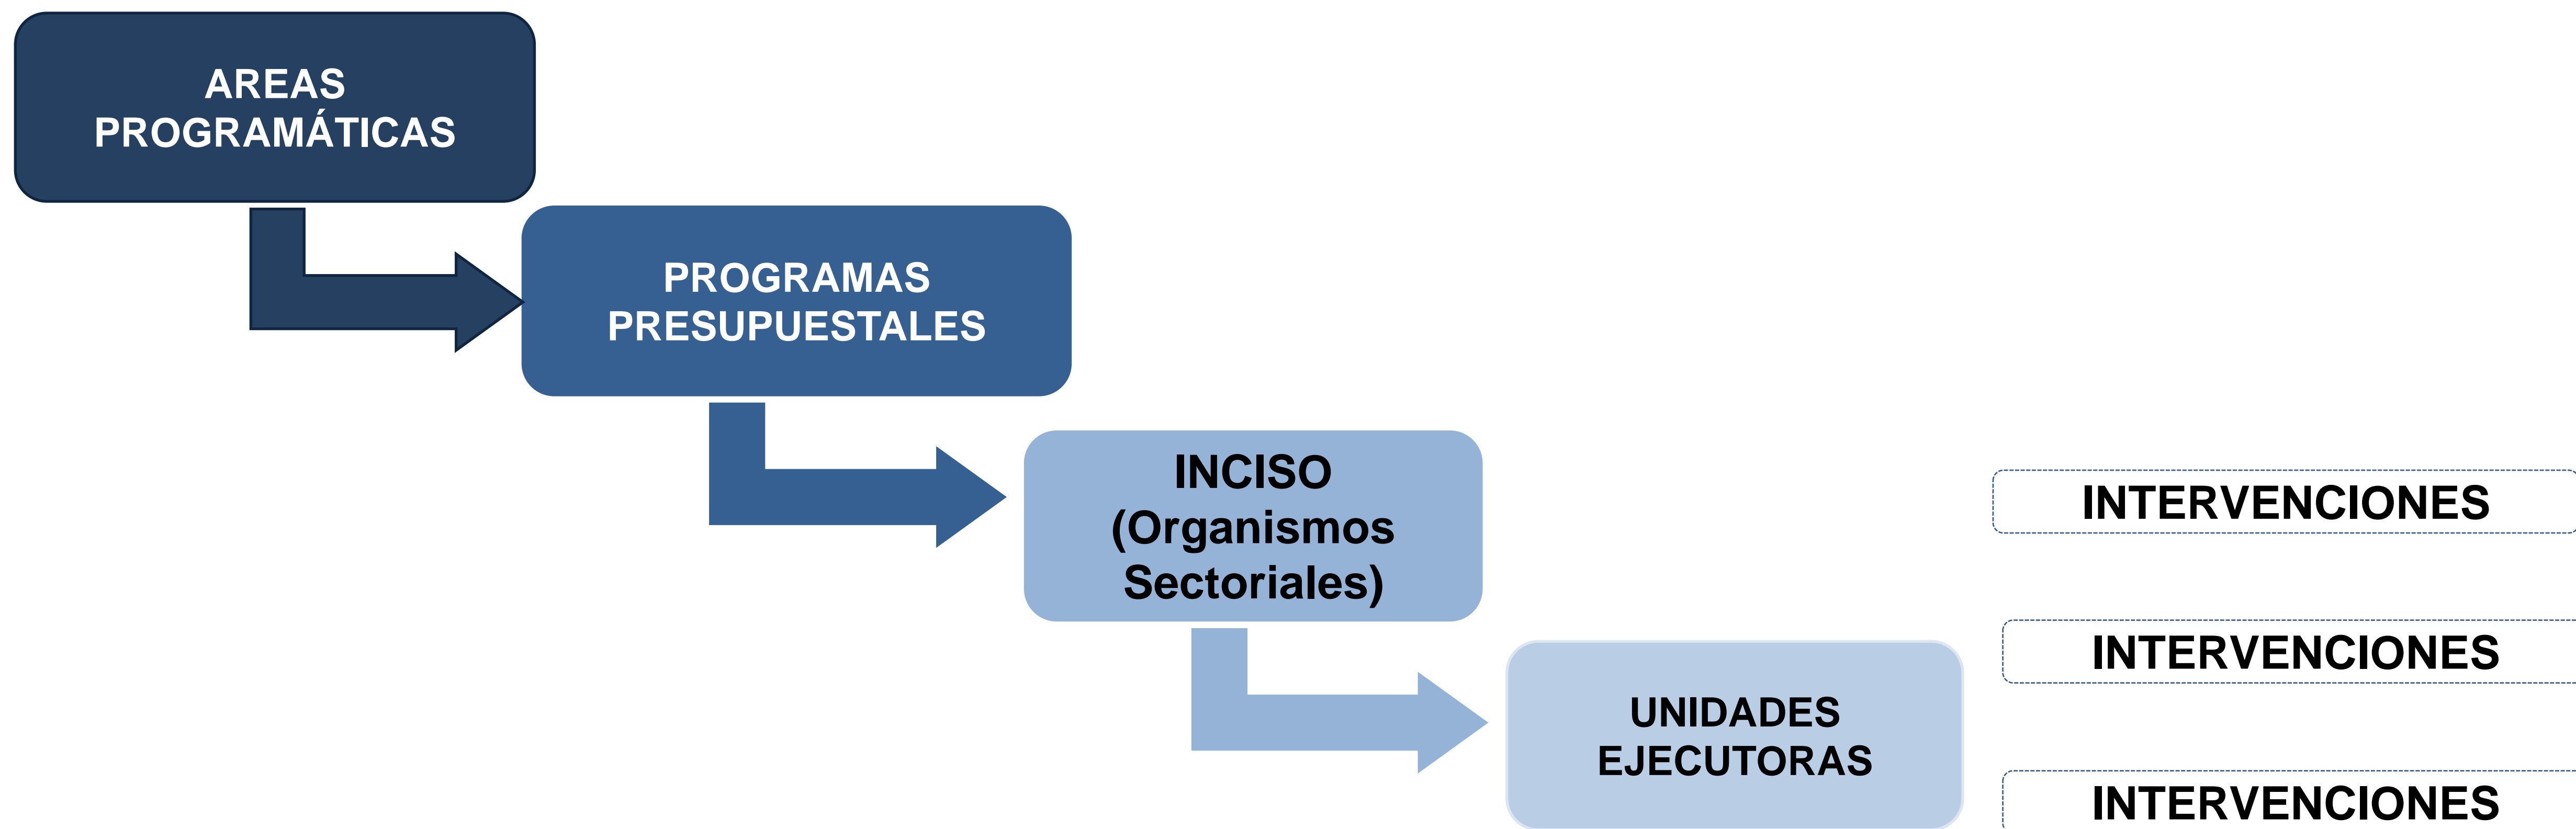 AREAS
PROGRAMÁTICAS
PROGRAMAS
PRESUPUESTALES
INCISO
(Organismos
Sectoriales)
INTERVENCIONES
INTERVENCIONES
UNIDADES
EJECUTORAS
INTERVENCIONES